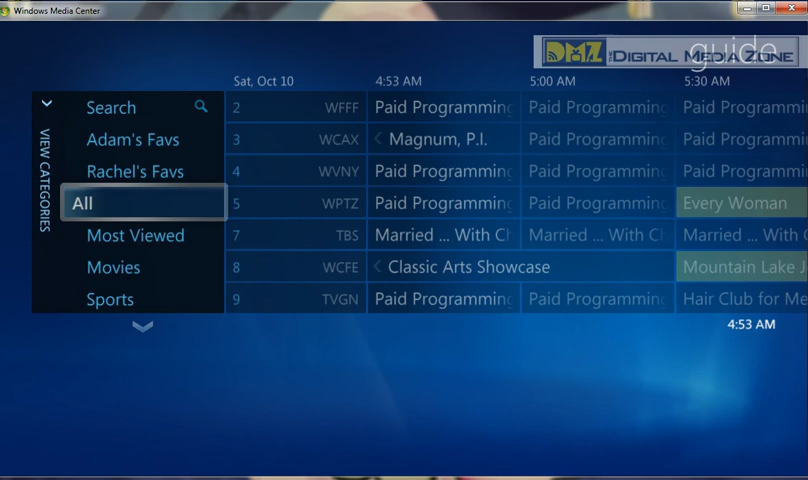 Windows Media Center
DMZ THE DIGITAL MEDIA ZONE
guide
Sat, Oct 10 4:53 AM 5:00 AM 5:30 AM
VIEW CATEGORIES
Search 2 WFFF Paid Programming Paid Programming Paid Programmi
Adam's Favs 3 WCAX Magnum, P.I. Paid Programming Paid Programmi
Rachel's Favs 4 WVNY Paid Programming Paid Programming Paid Programmi
All 5 WPTZ Paid Programming Paid Programming Every Woman
Most Viewed 7 TBS Married ... With Ch Married ... With Ch Married ... With C
Movies 8 WCFE Classic Arts Showcase Mountain Lake J
Sports 9 TVGN Paid Programming Paid Programming Hair Club for Me
4:53 AM